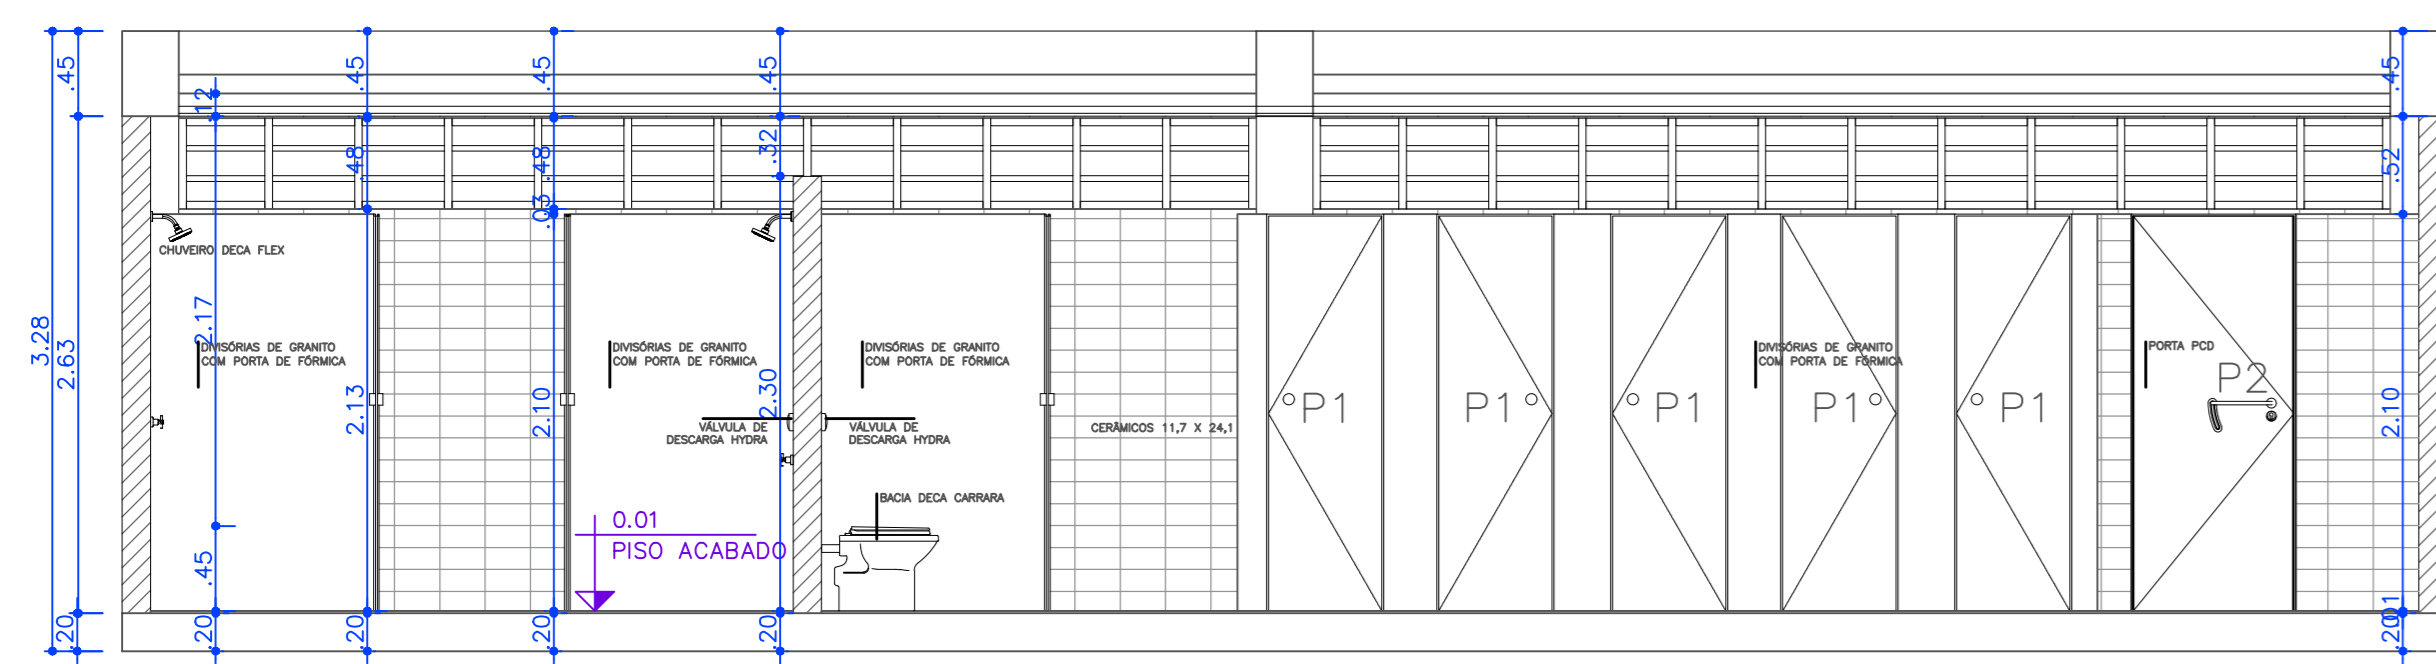 .45
.45
.45
.45
.45
.12
.32
.48
.48
.52
.03
CHUVEIRO DECA FLEX
3.28
2.63
2.17
DIVISÓRIAS DE GRANITO
COM PORTA DE FÓRMICA
DIVISÓRIAS DE GRANITO
COM PORTA DE FÓRMICA
DIVISÓRIAS DE GRANITO
COM PORTA DE FÓRMICA
DIVISÓRIAS DE GRANITO
COM PORTA DE FÓRMICA
PORTA PCD
P2
2.13
2.10
2.30
P1
P1
P1
P1
P1
2.10
VÁLVULA DE
DESCARGA HYDRA
VÁLVULA DE
DESCARGA HYDRA
CERÂMICOS 11,7 X 24,1
BACIA DECA CARRARA
0.01
PISO ACABADO
.45
.20
.20
.20
.20
.20
.20
.01